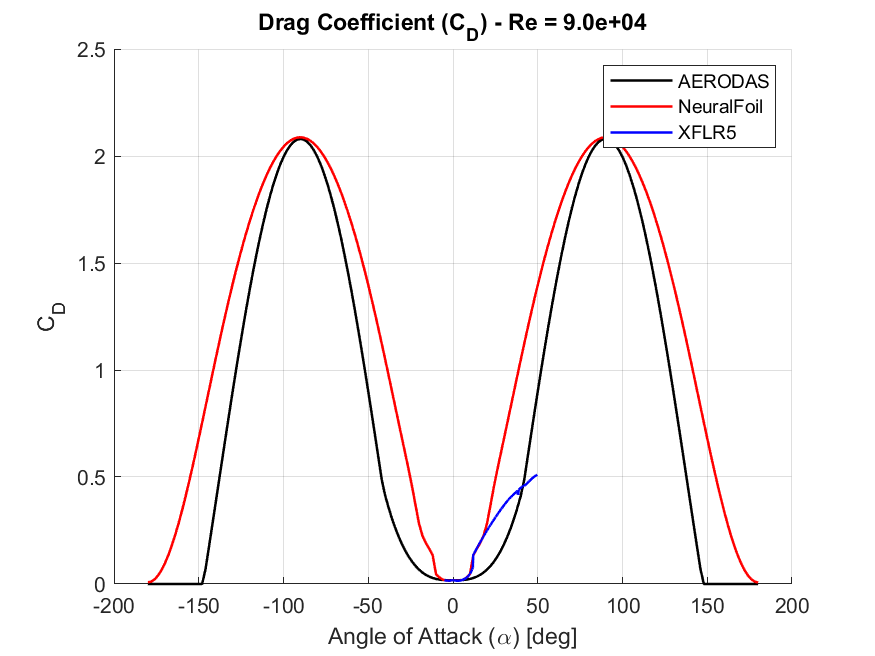 Drag Coefficient (C_D) - Re = 9.0e+04
AERODAS
NeuralFoil
XFLR5
2.5
2
1.5
1
0.5
0
C_D
-200
-150
-100
-50
0
50
100
150
200
Angle of Attack (α) [deg]